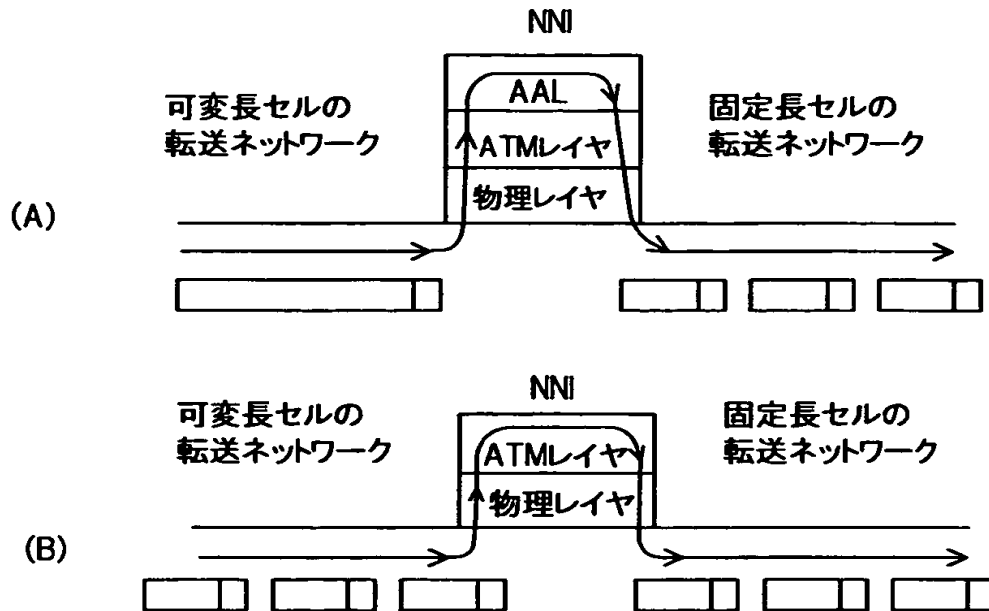 NNI
可変長セルの
転送ネットワーク
AAL
ATMレイヤ
物理レイヤ
固定長セルの
転送ネットワーク
(A)
NNI
可変長セルの
転送ネットワーク
ATMレイヤ
物理レイヤ
固定長セルの
転送ネットワーク
(B)